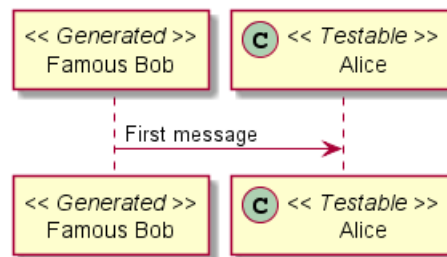 << Generated >>
Famous Bob
C << Testable >>
Alice
First message
<< Generated >>
Famous Bob
C << Testable >>
Alice